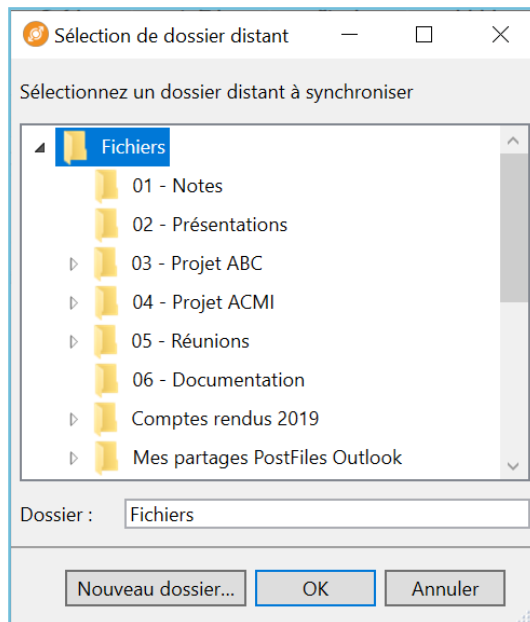 Sélection de dossier distant
Sélectionnez un dossier distant à synchroniser
Fichiers
01 - Notes
02 - Présentations
03 - Projet ABC
04 - Projet ACMI
05 - Réunions
06 - Documentation
Comptes rendus 2019
Mes partages PostFiles Outlook
Dossier : Fichiers
Nouveau dossier... OK Annuler